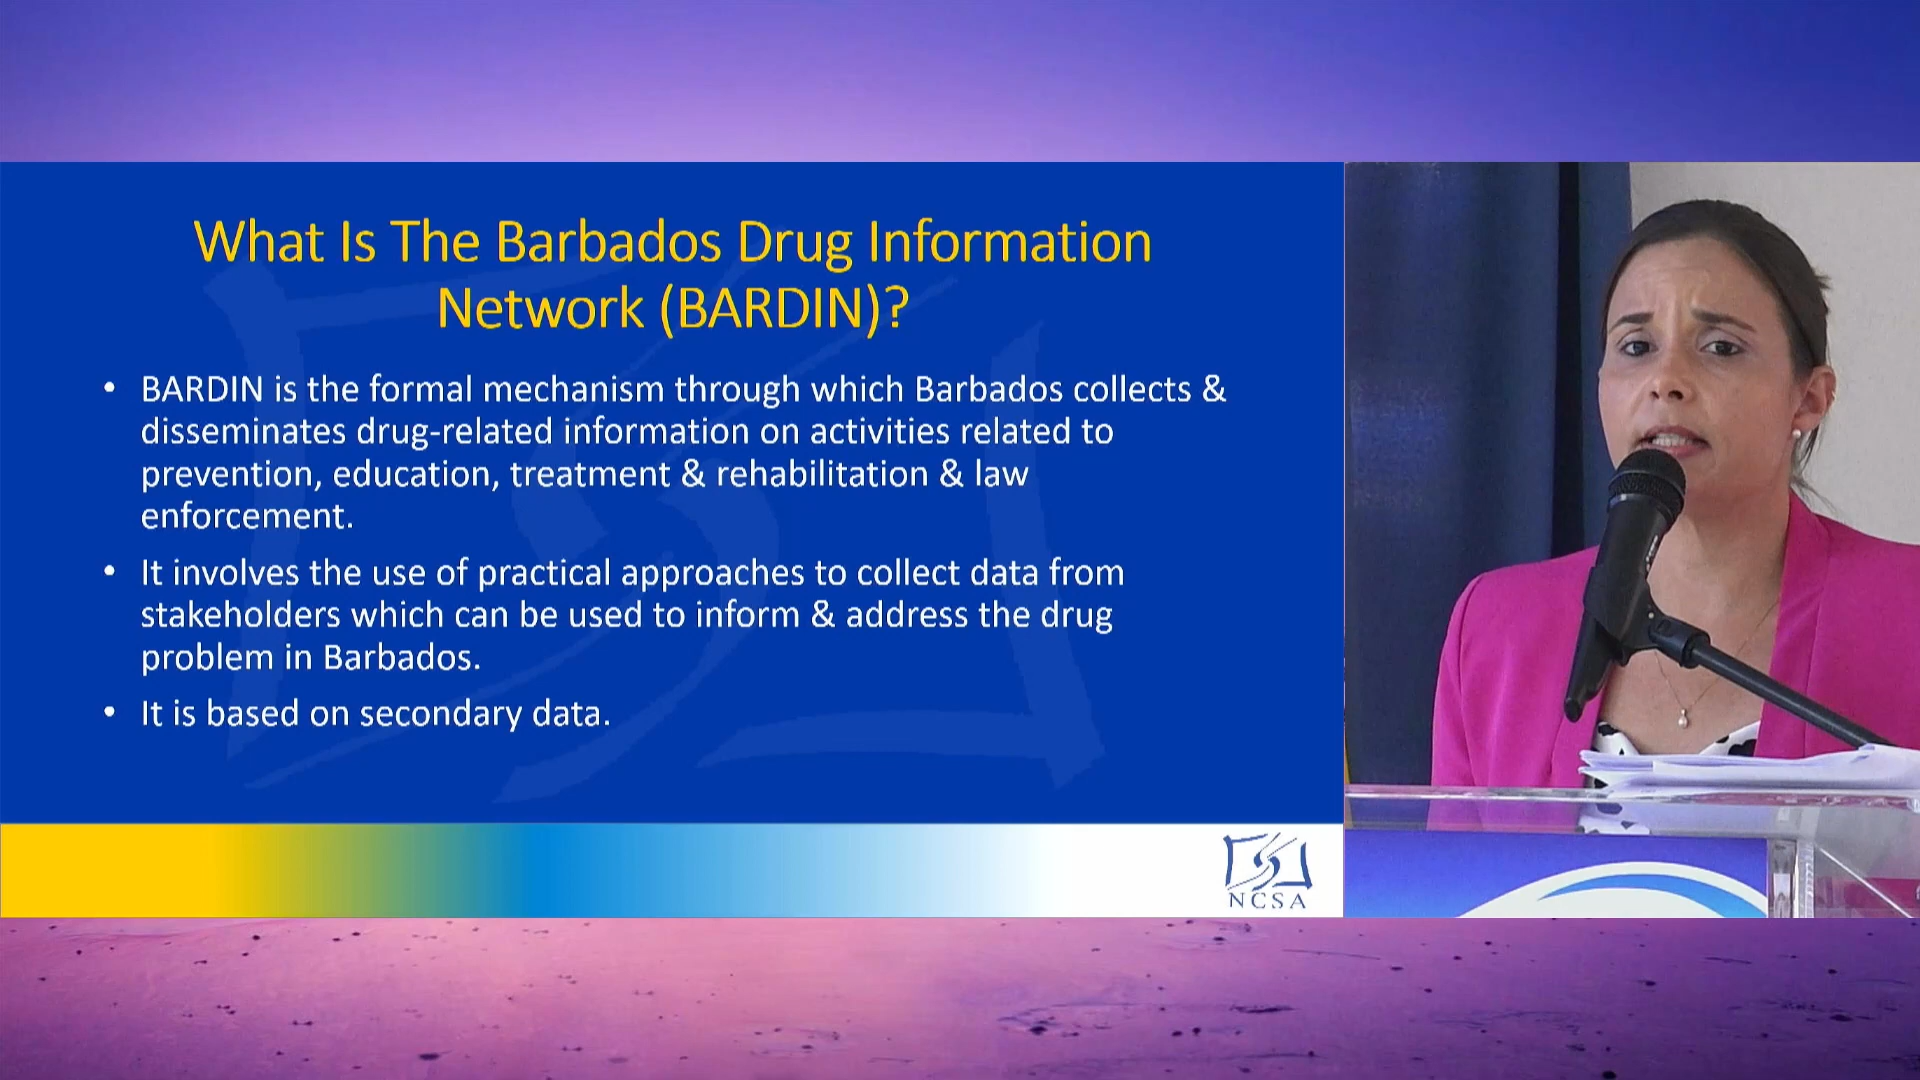 What Is The Barbados Drug Information
Network (BARDIN)?
• BARDIN is the formal mechanism through which Barbados collects &
disseminates drug-related information on activities related to
prevention, education, treatment & rehabilitation & law
enforcement.
• It involves the use of practical approaches to collect data from
stakeholders which can be used to inform & address the drug
problem in Barbados.
• It is based on secondary data.
NCSA